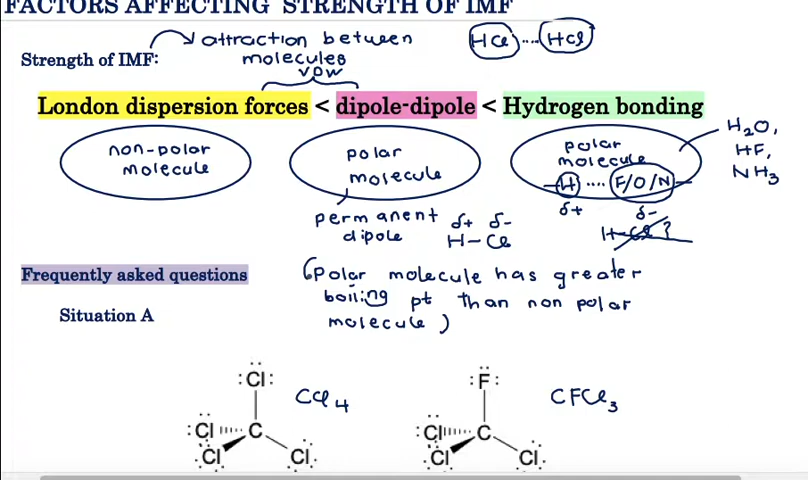 FACTORS AFFECTING STRENGTH OF IMF
attraction between
molecules
HCl .... HCl
Strength of IMF:
VDW
London dispersion forces < dipole-dipole < Hydrogen bonding
non-polar
molecule
polar
molecule
polar
molecule
–H .... F/O/N–
H2O,
HF,
NH3
δ+ δ-
H-Cl ?
permanent
dipole
δ+ δ-
H-Cl
Frequently asked questions
(polar molecule has greater
boiling pt than non polar
molecule)
Situation A
:Cl: CCl4
:Cl C
Cl Cl
:F: CFCl3
:Cl C
Cl Cl